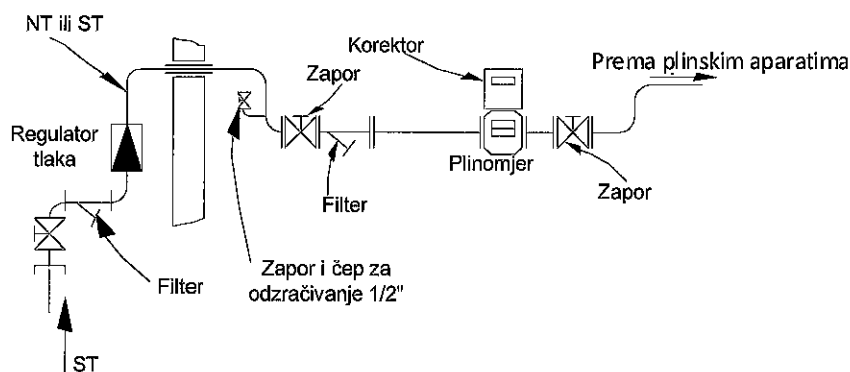 NT ili ST
Korektor
Zapor
Prema plinskim aparatima
Regulator
tlaka
Plinomjer
Filter
Zapor
Filter
Zapor i čep za
odzračivanje 1/2"
ST